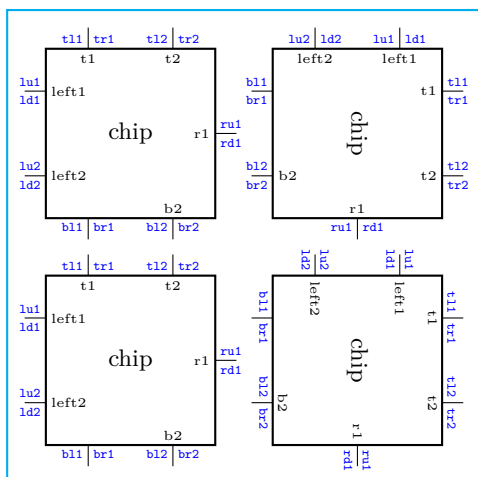 tl1 tr1 tl2 tr2
t1 t2
lu1
ld1 left1
chip
r1 ru1
rd1
lu2
ld2 left2
b2
bl1 br1 bl2 br2
lu2 ld2 lu1 ld1
left2 left1
bl1
br1
t1 tl1
tr1
chip
bl2
br2 b2
t2 tl2
tr2
r1
ru1 rd1
tl1 tr1 tl2 tr2
t1 t2
lu1
ld1 left1
chip
r1 ru1
rd1
lu2
ld2 left2
b2
bl1 br1 bl2 br2
ld2 lu2 ld1 lu1
left2 left1
bl1
br1
t1 tl1
tr1
chip
bl2
br2 b2
t2 tl2
tr2
r1
rd1 ru1